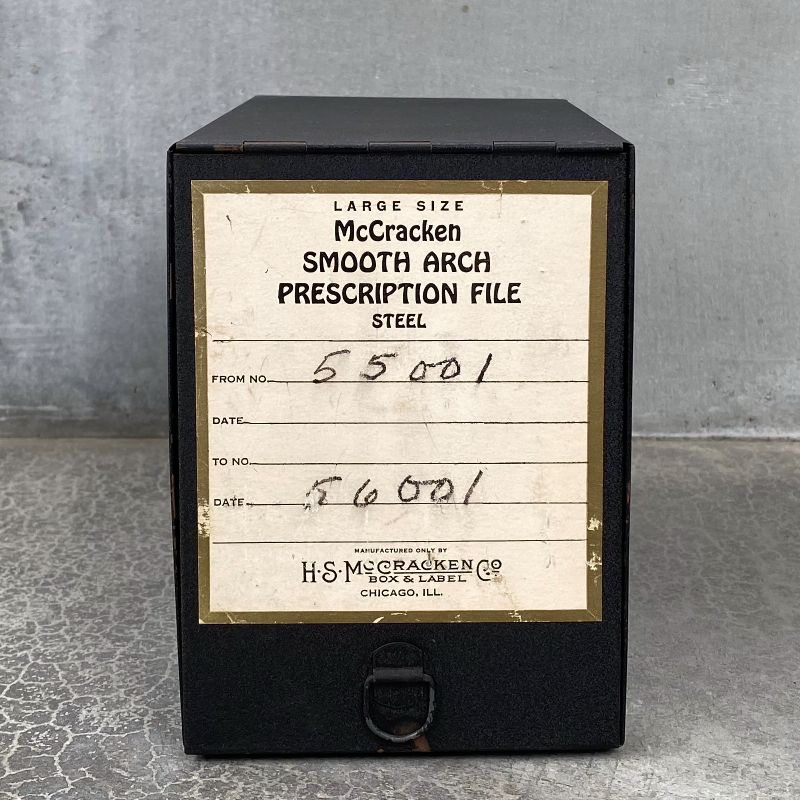 LARGE SIZE
McCracken
SMOOTH ARCH
PRESCRIPTION FILE
STEEL
FROM NO. 55001
DATE
TO NO.
DATE 56001
MANUFACTURED ONLY BY
H·S·McCRACKEN Co
BOX & LABEL
CHICAGO, ILL.